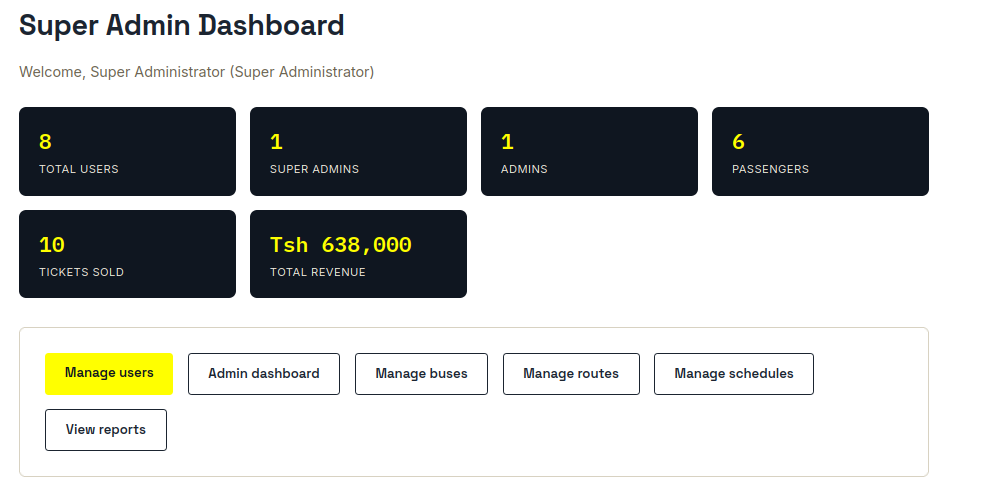 Super Admin Dashboard
Welcome, Super Administrator (Super Administrator)
8
TOTAL USERS
1
SUPER ADMINS
1
ADMINS
6
PASSENGERS
10
TICKETS SOLD
Tsh 638,000
TOTAL REVENUE
Manage users
Admin dashboard
Manage buses
Manage routes
Manage schedules
View reports